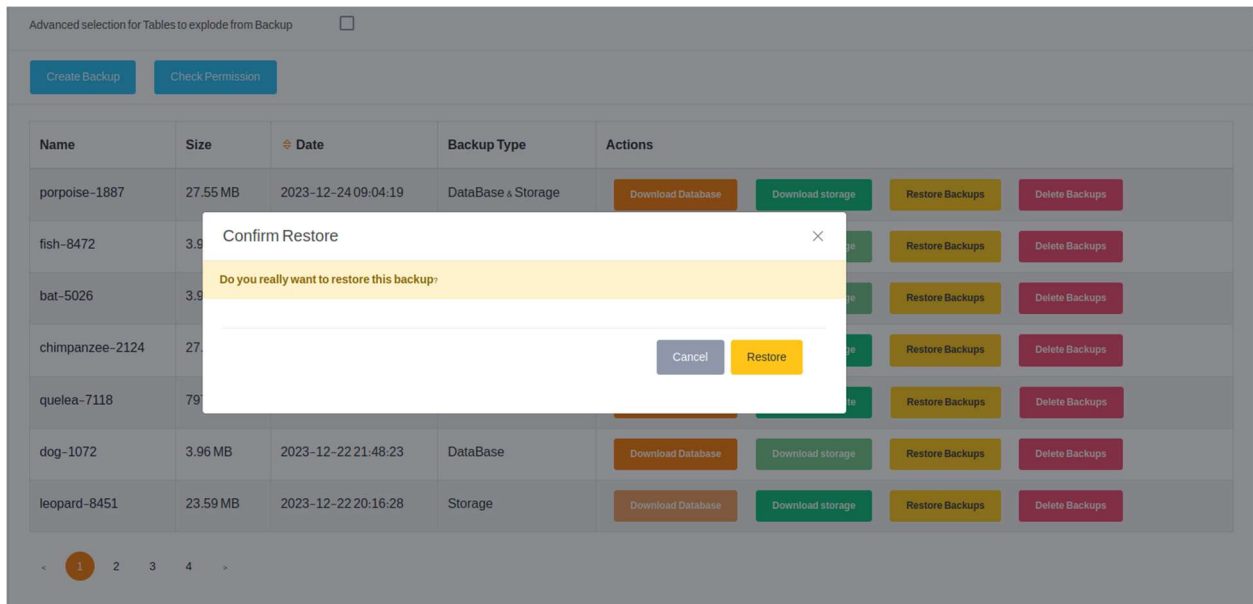 Advanced selection for Tables to explode from Backup
Create Backup Check Permission
Name Size Date Backup Type Actions
porpoise-1887 27.55 MB 2023-12-24 09:04:19 DataBase & Storage Download Database Download storage Restore Backups Delete Backups
Confirm Restore
fish-8472 Restore Backups Delete Backups
Do you really want to restore this backup?
bat-5026 Restore Backups Delete Backups
chimpanzee-2124 Cancel Restore Restore Backups Delete Backups
quelea-7118 Restore Backups Delete Backups
dog-1072 3.96 MB 2023-12-22 21:48:23 DataBase Download Database Download storage Restore Backups Delete Backups
leopard-8451 23.59 MB 2023-12-22 20:16:28 Storage Download Database Download storage Restore Backups Delete Backups
< 1 2 3 4 >